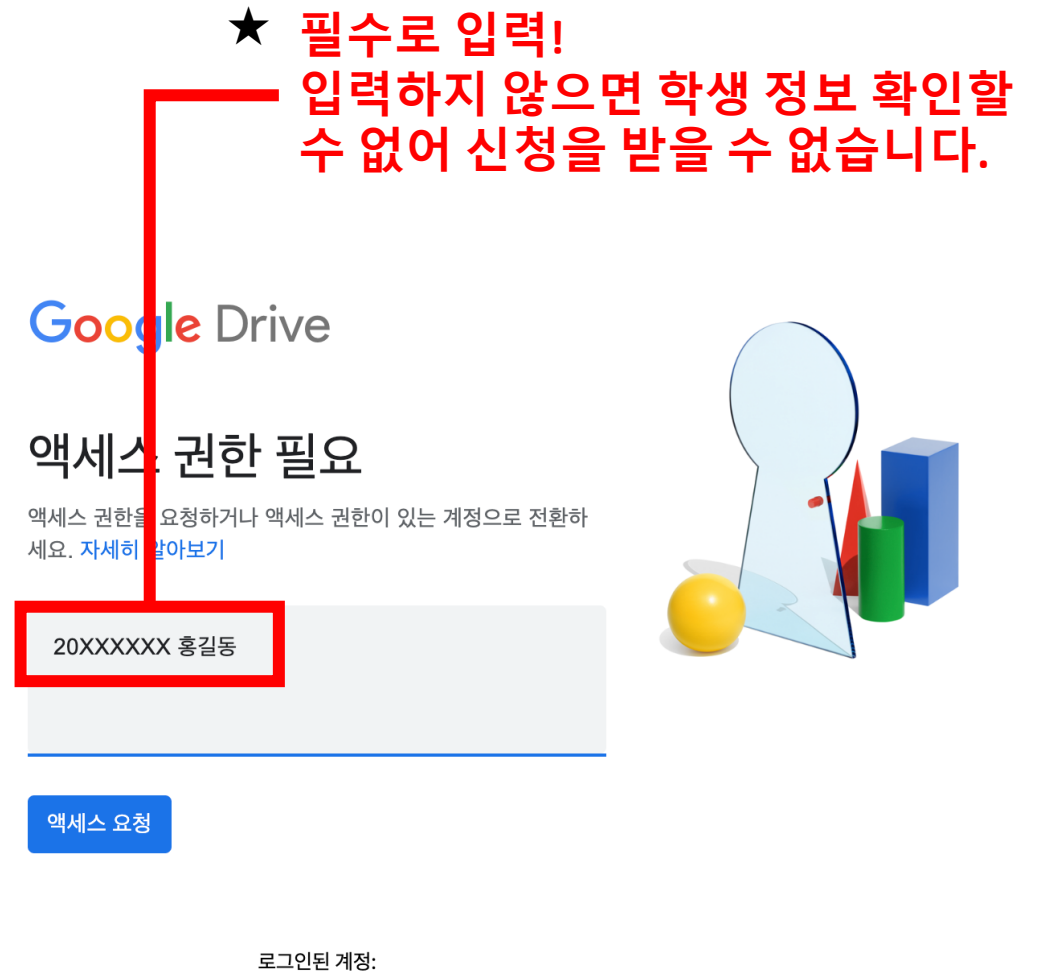 ★ 필수로 입력!
입력하지 않으면 학생 정보 확인할
수 없어 신청을 받을 수 없습니다.
Google Drive
액세스 권한 필요
액세스 권한을 요청하거나 액세스 권한이 있는 계정으로 전환하
세요. 자세히 알아보기
20XXXXXX 홍길동
액세스 요청
로그인된 계정: